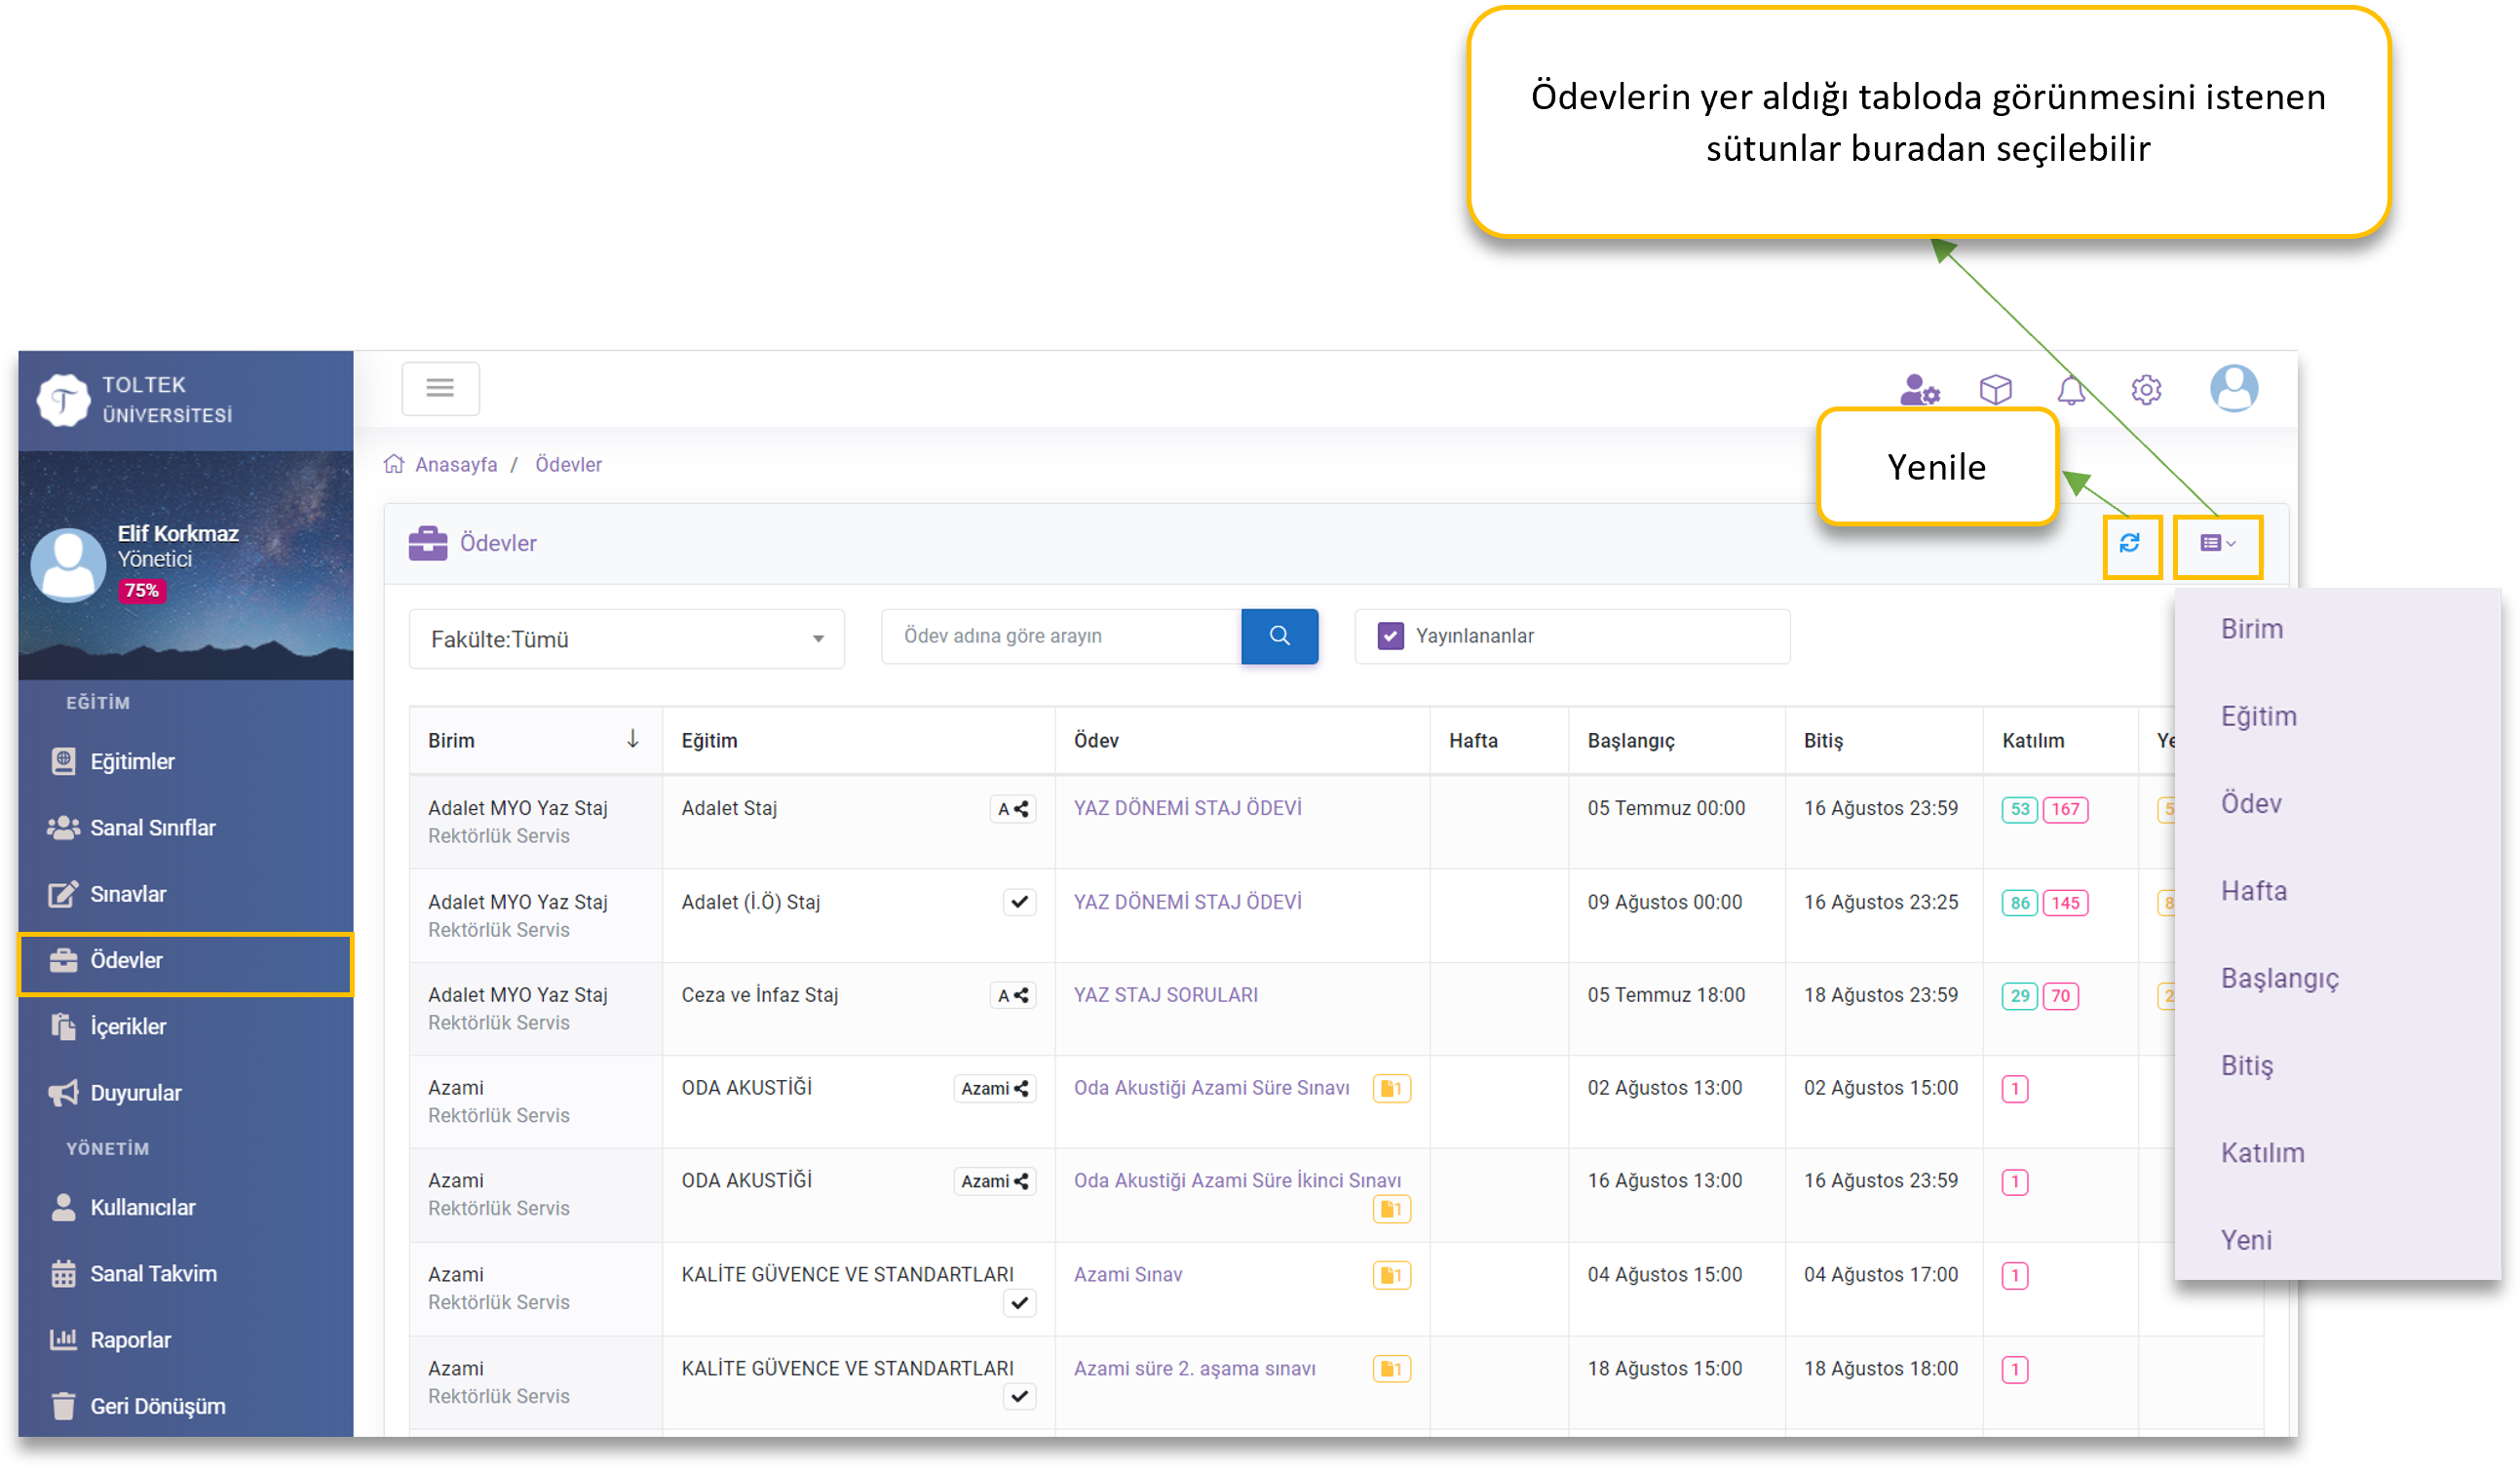 Ödevlerin yer aldığı tabloda görünmesini istenen
sütunlar buradan seçilebilir
TOLTEK
ÜNİVERSİTESİ
Yenile
Anasayfa / Ödevler
Elif Korkmaz
Yönetici
75%
Ödevler
Fakülte:Tümü
Ödev adına göre arayın
Yayınlananlar
EĞİTİM
Eğitimler
Sanal Sınıflar
Sınavlar
Ödevler
İçerikler
Duyurular
YÖNETİM
Kullanıcılar
Sanal Takvim
Raporlar
Geri Dönüşüm
Birim Eğitim Ödev Hafta Başlangıç Bitiş Katılım Ye
Adalet MYO Yaz Staj Adalet Staj A YAZ DÖNEMİ STAJ ÖDEVİ 05 Temmuz 00:00 16 Ağustos 23:59 53 167 5
Rektörlük Servis
Adalet MYO Yaz Staj Adalet (İ.Ö) Staj YAZ DÖNEMİ STAJ ÖDEVİ 09 Ağustos 00:00 16 Ağustos 23:25 86 145 8
Rektörlük Servis
Adalet MYO Yaz Staj Ceza ve İnfaz Staj A YAZ STAJ SORULARI 05 Temmuz 18:00 18 Ağustos 23:59 29 70 2
Rektörlük Servis
Azami ODA AKUSTİĞİ Azami Oda Akustiği Azami Süre Sınavı 1 02 Ağustos 13:00 02 Ağustos 15:00 1
Rektörlük Servis
Azami ODA AKUSTİĞİ Azami Oda Akustiği Azami Süre İkinci Sınavı 16 Ağustos 13:00 16 Ağustos 23:59 1
Rektörlük Servis 1
Azami KALİTE GÜVENCE VE STANDARTLARI Azami Sınav 1 04 Ağustos 15:00 04 Ağustos 17:00 1
Rektörlük Servis
Azami KALİTE GÜVENCE VE STANDARTLARI Azami süre 2. aşama sınavı 1 18 Ağustos 15:00 18 Ağustos 18:00 1
Rektörlük Servis
Birim
Eğitim
Ödev
Hafta
Başlangıç
Bitiş
Katılım
Yeni